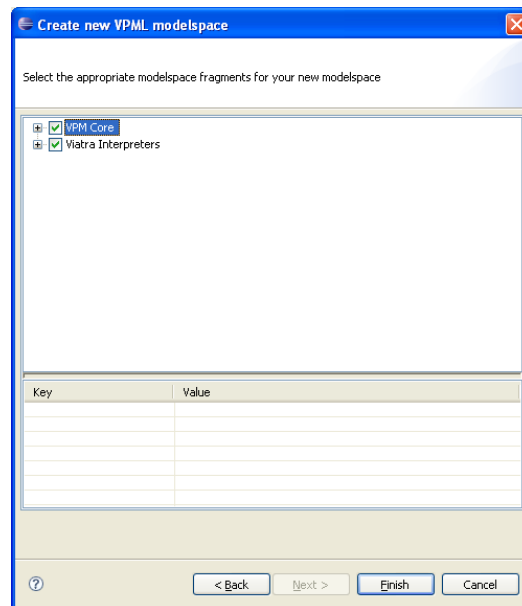 Create new VPML modelspace
Select the appropriate modelspace fragments for your new modelspace
VPM Core
Viatra Interpreters
Key Value
? < Back Next > Finish Cancel